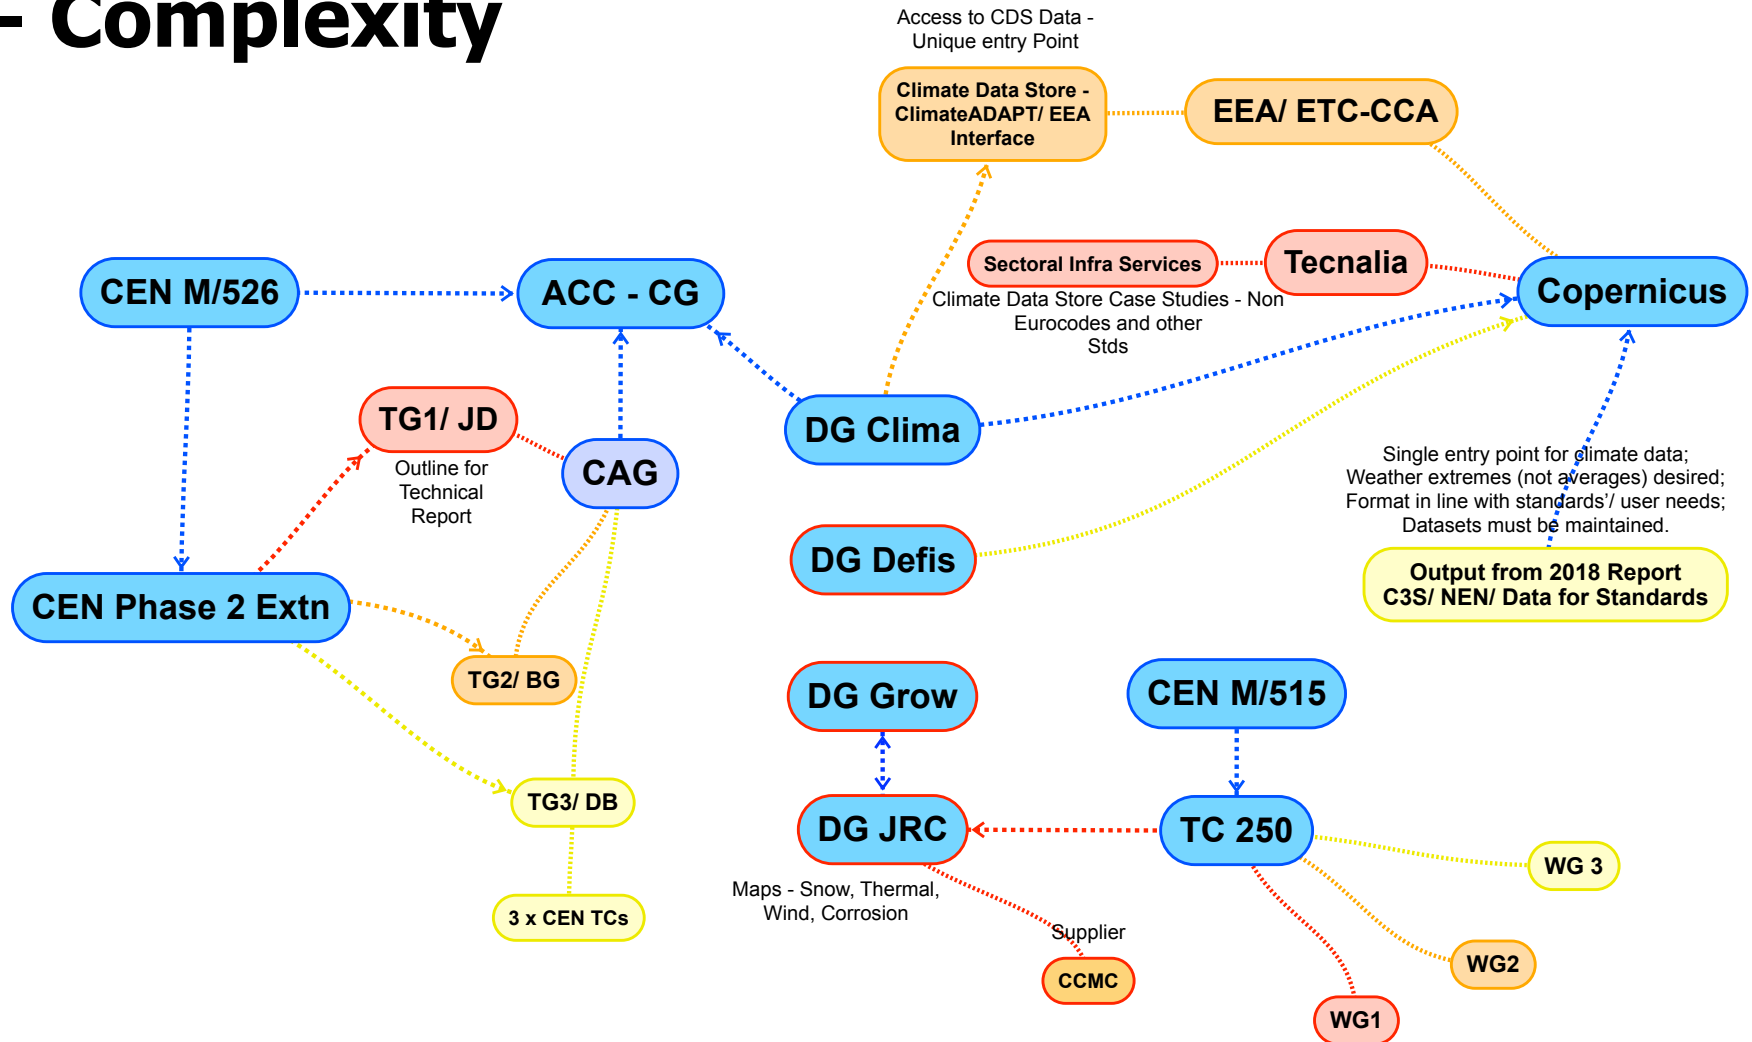 - Complexity
Access to CDS Data -
Unique entry Point
Climate Data Store -
ClimateADAPT/ EEA
Interface
EEA/ ETC-CCA
Sectoral Infra Services
Tecnalia
Copernicus
Climate Data Store Case Studies - Non
Eurocodes and other
Stds
CEN M/526
ACC - CG
TG1/ JD
Outline for
Technical
Report
CAG
DG Clima
Single entry point for climate data;
Weather extremes (not averages) desired;
Format in line with standards’/ user needs;
Datasets must be maintained.
DG Defis
Output from 2018 Report
C3S/ NEN/ Data for Standards
CEN Phase 2 Extn
TG2/ BG
DG Grow
CEN M/515
TG3/ DB
DG JRC
TC 250
WG 3
Maps - Snow, Thermal,
Wind, Corrosion
3 x CEN TCs
Supplier
CCMC
WG2
WG1